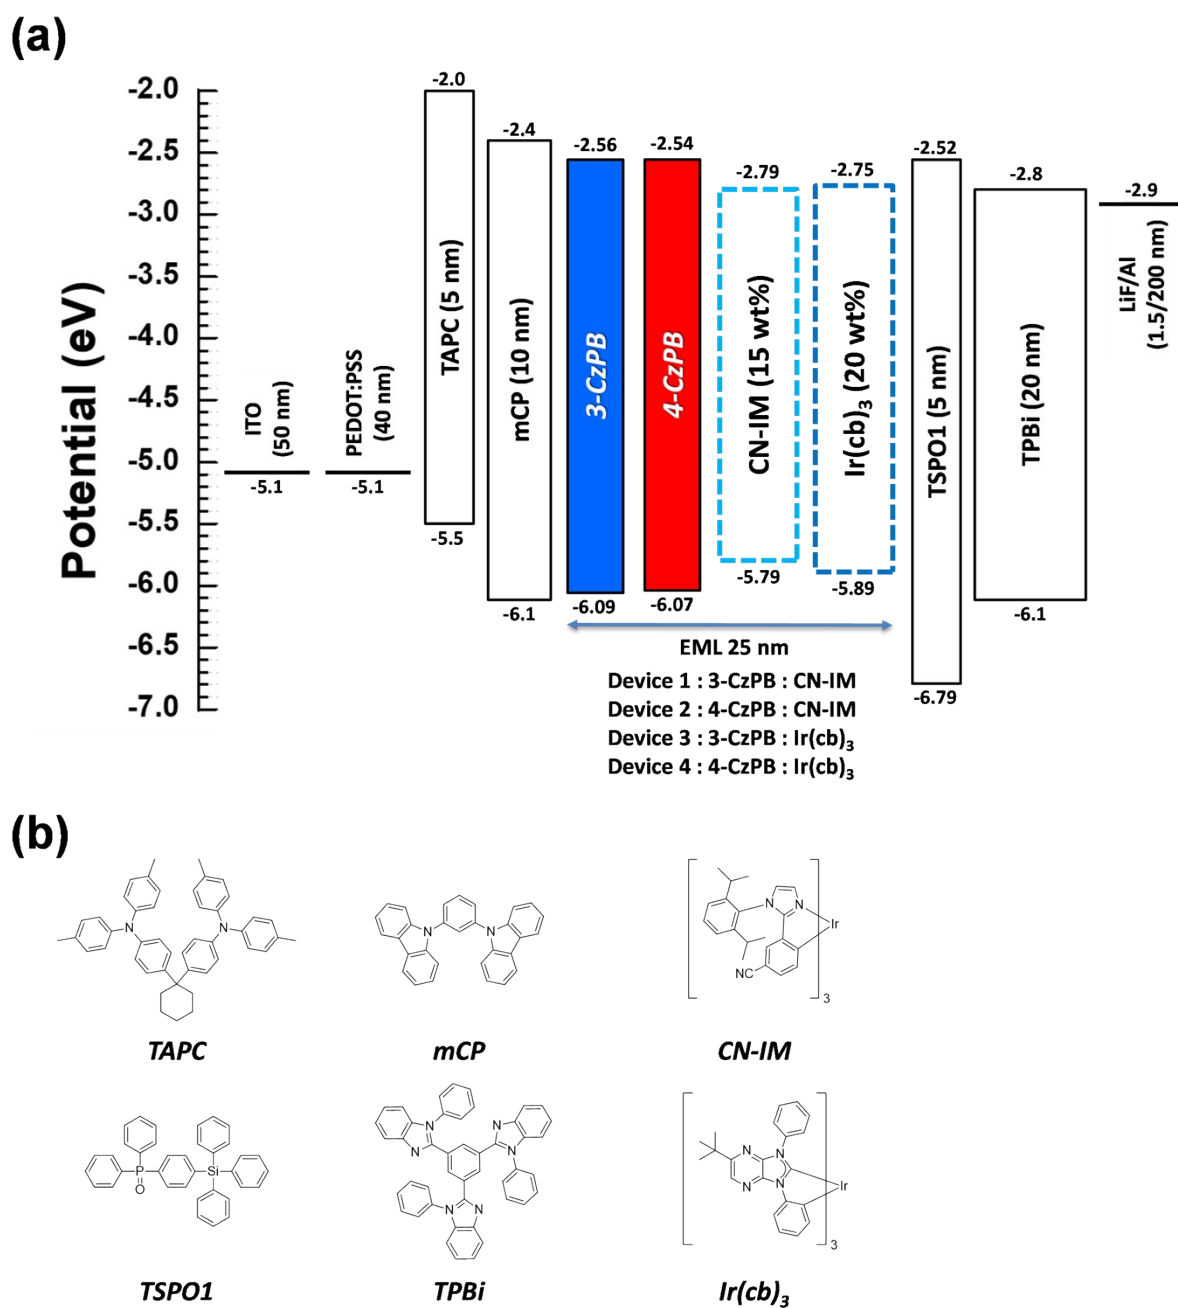 (a)
Potential (eV)
-2.0
-2.5
-3.0
-3.5
-4.0
-4.5
-5.0
-5.5
-6.0
-6.5
-7.0
ITO
(50 nm)
-5.1
PEDOT:PSS
(40 nm)
-5.1
-2.0
TAPC (5 nm)
-5.5
-2.4
mCP (10 nm)
-6.1
-2.56
3-CzPB
-6.09
-2.54
4-CzPB
-6.07
-2.79
CN-IM (15 wt%)
-5.79
-2.75
Ir(cb)3 (20 wt%)
-5.89
-2.52
TSPO1 (5 nm)
-6.79
-2.8
TPBi (20 nm)
-6.1
-2.9
LiF/Al
(1.5/200 nm)
EML 25 nm
Device 1 : 3-CzPB : CN-IM
Device 2 : 4-CzPB : CN-IM
Device 3 : 3-CzPB : Ir(cb)3
Device 4 : 4-CzPB : Ir(cb)3
(b)
N
N
TAPC
N
N
mCP
N
N
Ir
NC
3
CN-IM
P
O
Si
TSPO1
N
N
N
N
N
N
TPBi
N
N
N
N
Ir
3
Ir(cb)3